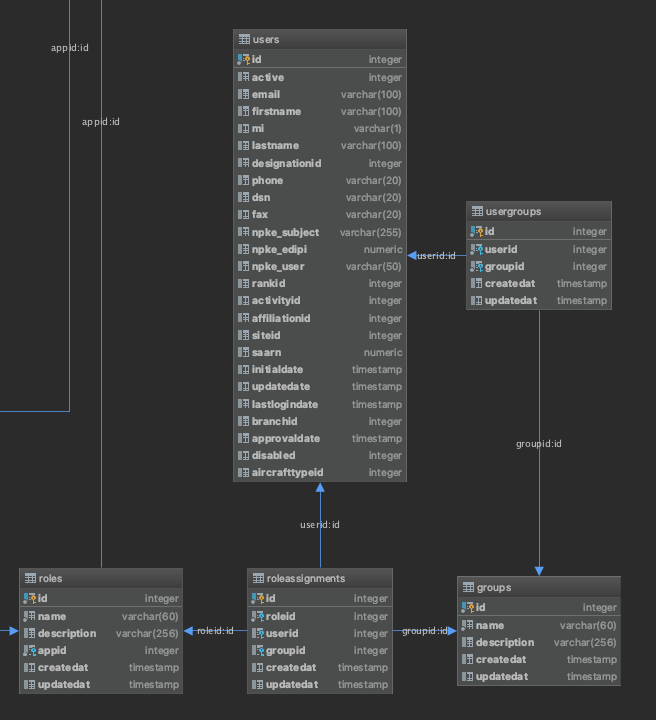 appid:id
appid:id
users
id integer
active integer
email varchar(100)
firstname varchar(100)
mi varchar(1)
lastname varchar(100)
designationid integer
phone varchar(20)
dsn varchar(20)
fax varchar(20)
npke_subject varchar(255)
npke_edipi numeric
npke_user varchar(50)
rankid integer
activityid integer
affiliationid integer
siteid integer
saarn numeric
initialdate timestamp
updatedate timestamp
lastlogindate timestamp
branchid integer
approvaldate timestamp
disabled integer
aircrafttypeid integer
userid:id
usergroups
id integer
userid integer
groupid integer
createdat timestamp
updatedat timestamp
groupid:id
userid:id
roles
id integer
name varchar(60)
description varchar(256)
appid integer
createdat timestamp
updatedat timestamp
roleid:id
roleassignments
id integer
roleid integer
userid integer
groupid integer
createdat timestamp
updatedat timestamp
groupid:id
groups
id integer
name varchar(60)
description varchar(256)
createdat timestamp
updatedat timestamp